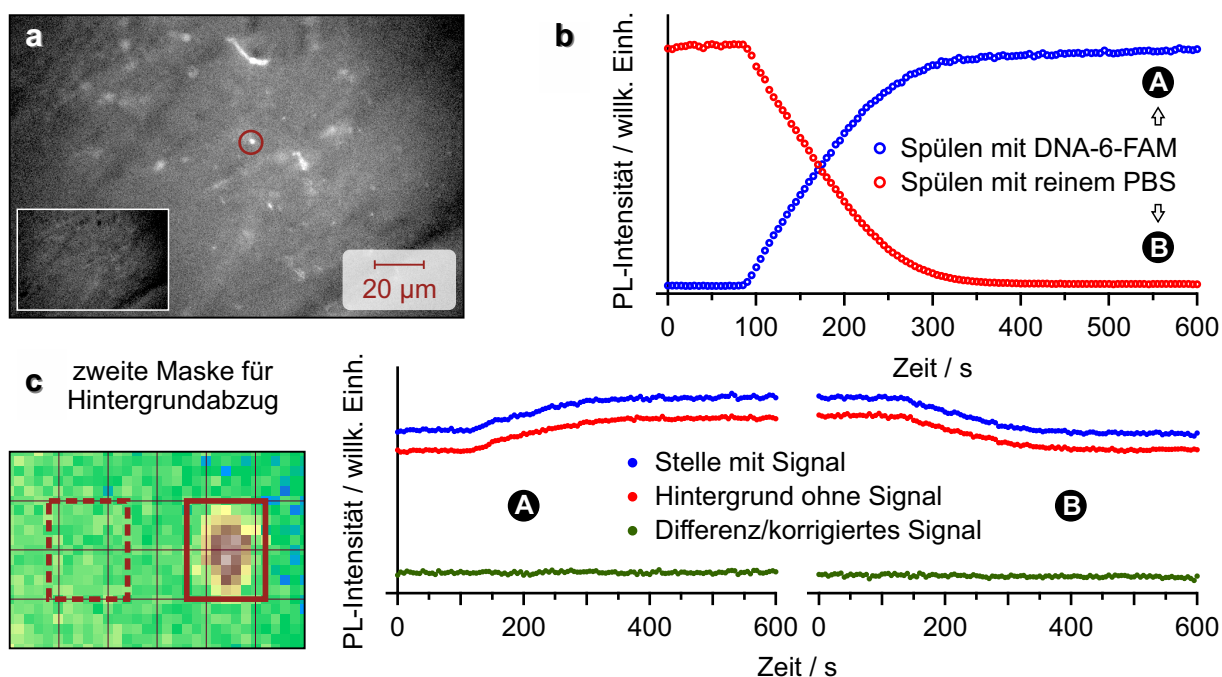 a
20 µm
b
PL-Intensität / willk. Einh.
A
Spülen mit DNA-6-FAM
Spülen mit reinem PBS
B
0 100 200 300 400 500 600
Zeit / s
c
zweite Maske für
Hintergrundabzug
PL-Intensität / willk. Einh.
Stelle mit Signal
A
Hintergrund ohne Signal
B
Differenz/korrigiertes Signal
0 200 400 600
0 200 400 600
Zeit / s